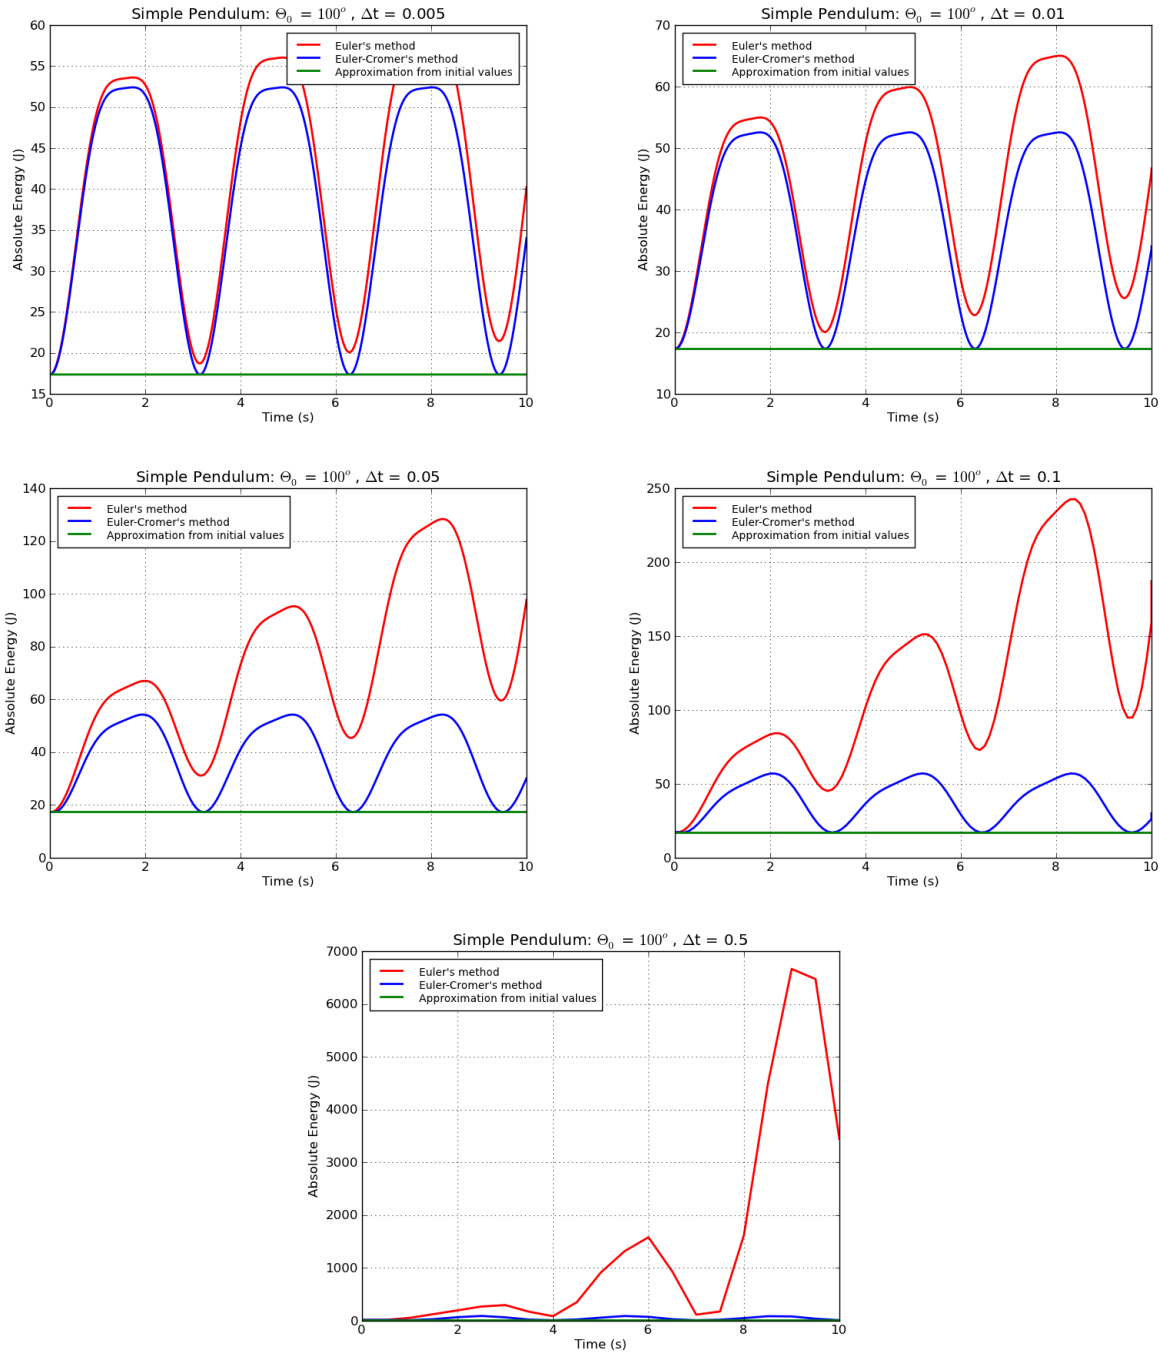 Simple Pendulum: Θ₀ = 100° , Δt = 0.005
Absolute Energy (J)
60
55
50
45
40
35
30
25
20
15
Euler's method
Euler-Cromer's method
Approximation from initial values
0 2 4 6 8 10
Time (s)
Simple Pendulum: Θ₀ = 100° , Δt = 0.01
Absolute Energy (J)
70
60
50
40
30
20
10
Euler's method
Euler-Cromer's method
Approximation from initial values
0 2 4 6 8 10
Time (s)
Simple Pendulum: Θ₀ = 100° , Δt = 0.05
Absolute Energy (J)
140
120
100
80
60
40
20
0
Euler's method
Euler-Cromer's method
Approximation from initial values
0 2 4 6 8 10
Time (s)
Simple Pendulum: Θ₀ = 100° , Δt = 0.1
Absolute Energy (J)
250
200
150
100
50
0
Euler's method
Euler-Cromer's method
Approximation from initial values
0 2 4 6 8 10
Time (s)
Simple Pendulum: Θ₀ = 100° , Δt = 0.5
Absolute Energy (J)
7000
6000
5000
4000
3000
2000
1000
0
Euler's method
Euler-Cromer's method
Approximation from initial values
0 2 4 6 8 10
Time (s)